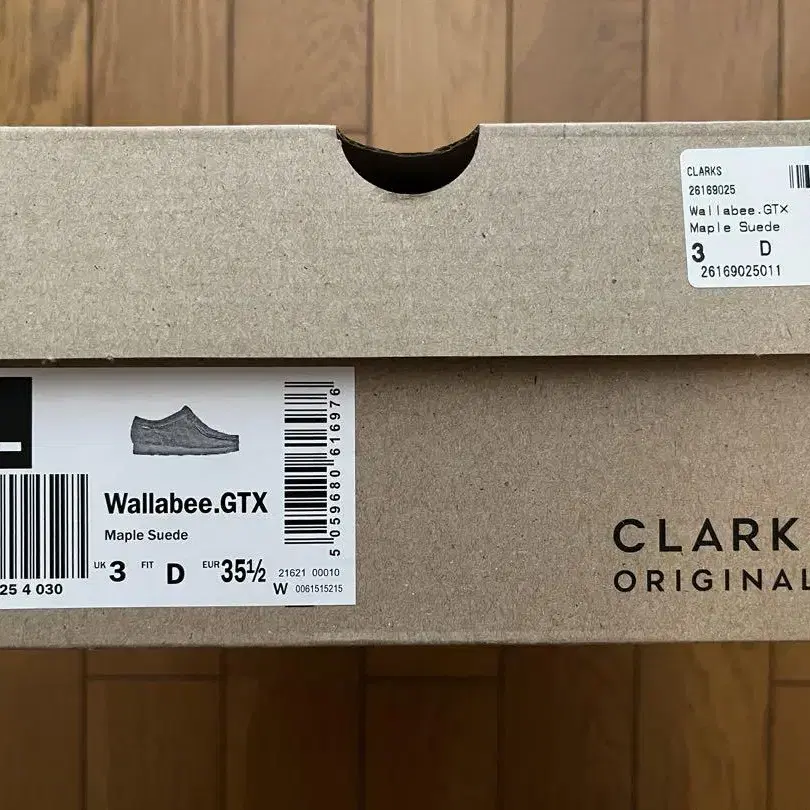 CLARKS
26169025
Wallabee.GTX
Maple Suede
3 D
26169025011
Wallabee.GTX
Maple Suede
UK 3 FIT D EUR 35½
25 4 030
5 059680 616976
21621 00010
W 0061515215
CLARK
ORIGINAL